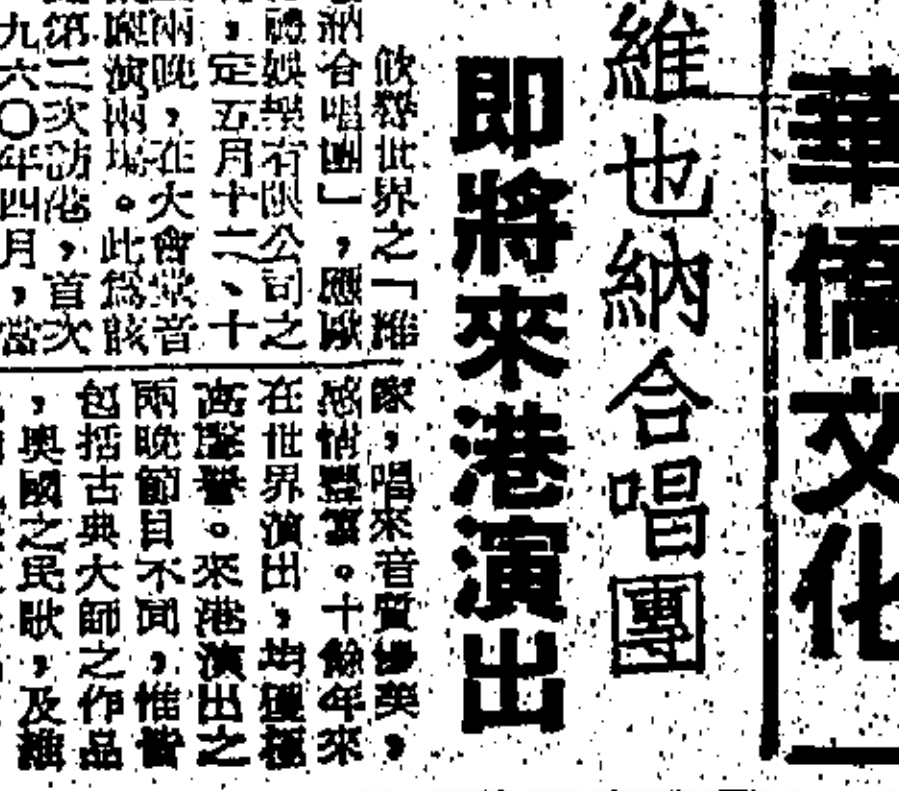 華僑文化
維也納合唱團
即將來港演出
飲譽世界之「維
納合唱團」，應歐
體娛樂有限公司之
，定五月十二、十
兩晚，在大會堂音
演兩場。此為該
第二次訪港，首次
九六〇年四月，當
家，唱來音質優美，
感情豐富。十餘年來
在世界演出，均獲極
高聲譽。來港演出之
兩晚節目不同，惟皆
包括古典大師之作品
，奧國之民歌，及維